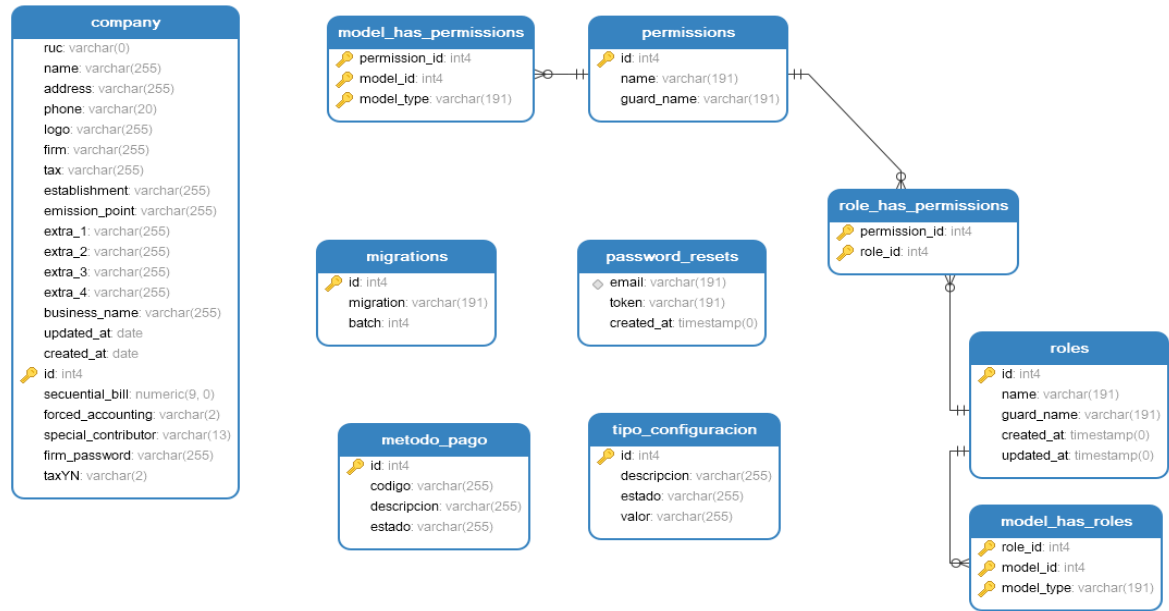 company
ruc: varchar(0)
name: varchar(255)
address: varchar(255)
phone: varchar(20)
logo: varchar(255)
firm: varchar(255)
tax: varchar(255)
establishment: varchar(255)
emission_point: varchar(255)
extra_1: varchar(255)
extra_2: varchar(255)
extra_3: varchar(255)
extra_4: varchar(255)
business_name: varchar(255)
updated_at: date
created_at: date
id: int4
secuential_bill: numeric(9, 0)
forced_accounting: varchar(2)
special_contributor: varchar(13)
firm_password: varchar(255)
taxYN: varchar(2)
model_has_permissions
permission_id: int4
model_id: int4
model_type: varchar(191)
permissions
id: int4
name: varchar(191)
guard_name: varchar(191)
role_has_permissions
permission_id: int4
role_id: int4
migrations
id: int4
migration: varchar(191)
batch: int4
password_resets
email: varchar(191)
token: varchar(191)
created_at: timestamp(0)
roles
id: int4
name: varchar(191)
guard_name: varchar(191)
created_at: timestamp(0)
updated_at: timestamp(0)
metodo_pago
id: int4
codigo: varchar(255)
descripcion: varchar(255)
estado: varchar(255)
tipo_configuracion
id: int4
descripcion: varchar(255)
estado: varchar(255)
valor: varchar(255)
model_has_roles
role_id: int4
model_id: int4
model_type: varchar(191)